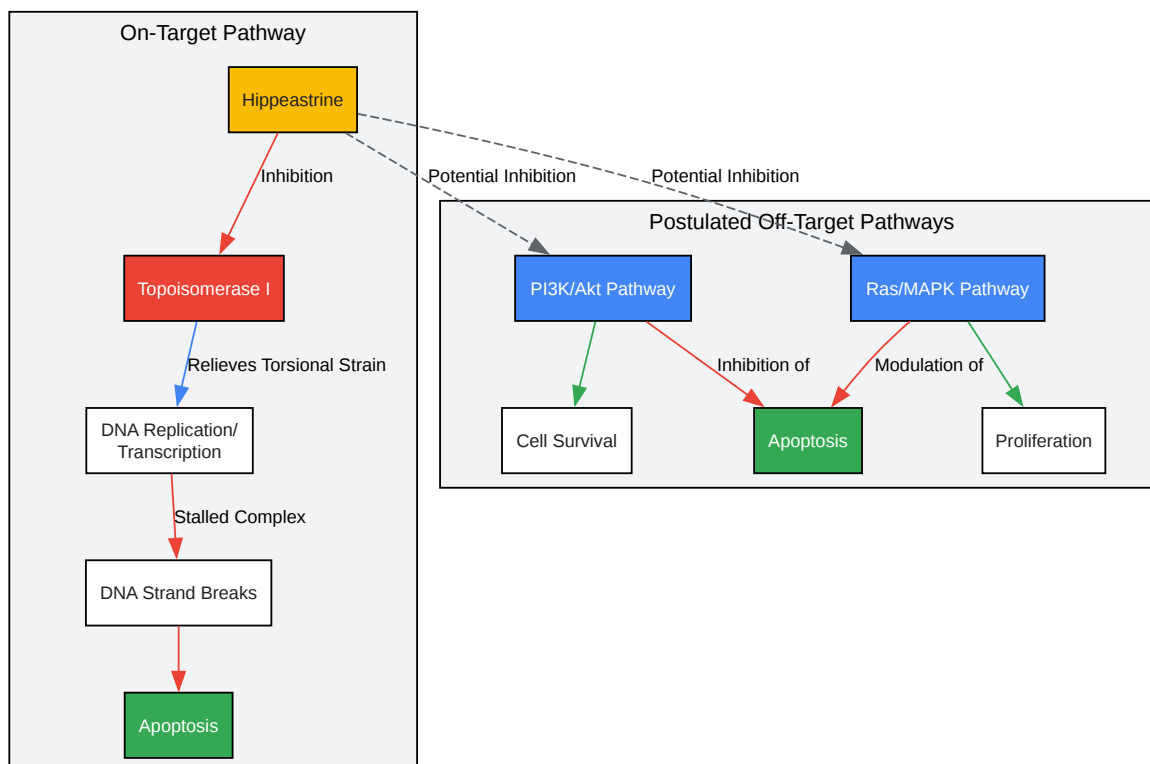 On-Target Pathway
Hippeastrine
Inhibition
Potential Inhibition
Potential Inhibition
Postulated Off-Target Pathways
Topoisomerase I
PI3K/Akt Pathway
Ras/MAPK Pathway
Relieves Torsional Strain
Inhibition of
Modulation of
DNA Replication/
Transcription
Cell Survival
Apoptosis
Proliferation
Stalled Complex
DNA Strand Breaks
Apoptosis